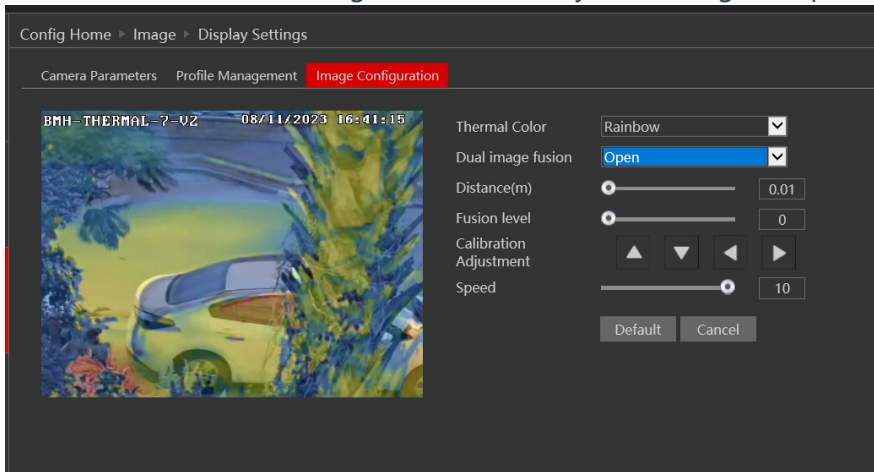 Config Home ▸ Image ▸ Display Settings
Camera Parameters Profile Management Image Configuration
BMH-THERMAL-7-VZ 08/11/2023 16:41:15
Thermal Color Rainbow
Dual image fusion Open
Distance(m) 0.01
Fusion level 0
Calibration
Adjustment
Speed 10
Default Cancel